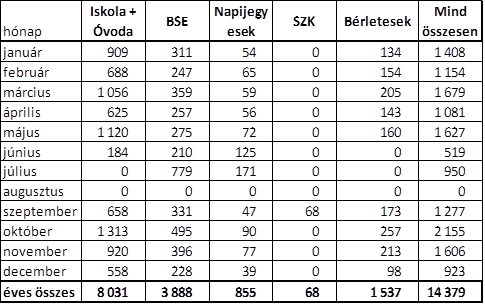 hónap Iskola + Óvoda BSE Napijegy esek SZK Bérletesek Mind összesen
január 909 311 54 0 134 1 408
február 688 247 65 0 154 1 154
március 1 056 359 59 0 205 1 679
április 625 257 56 0 143 1 081
május 1 120 275 72 0 160 1 627
június 184 210 125 0 0 519
július 0 779 171 0 0 950
augusztus 0 0 0 0 0 0
szeptember 658 331 47 68 173 1 277
október 1 313 495 90 0 257 2 155
november 920 396 77 0 213 1 606
december 558 228 39 0 98 923
éves összes 8 031 3 888 855 68 1 537 14 379